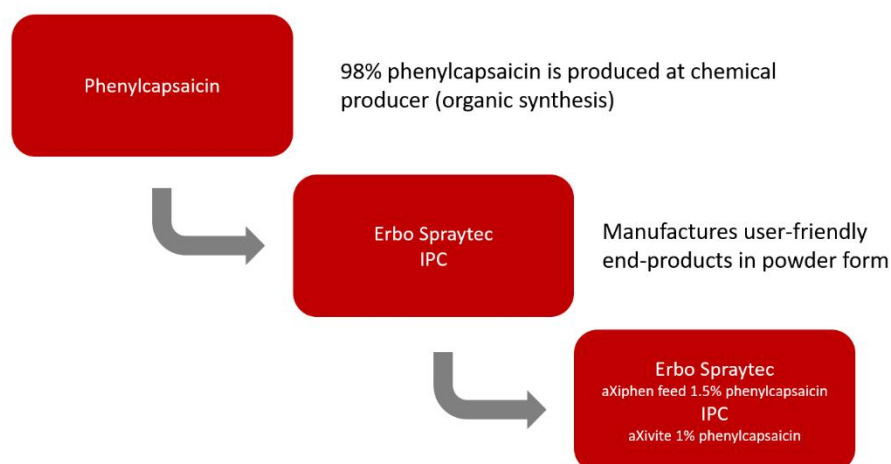 Phenylcapsaicin
98% phenylcapsaicin is produced at chemical
producer (organic synthesis)
Erbo Spraytec
IPC
Manufactures user-friendly
end-products in powder form
Erbo Spraytec
aXiphen feed 1.5% phenylcapsaicin
IPC
aXivite 1% phenylcapsaicin